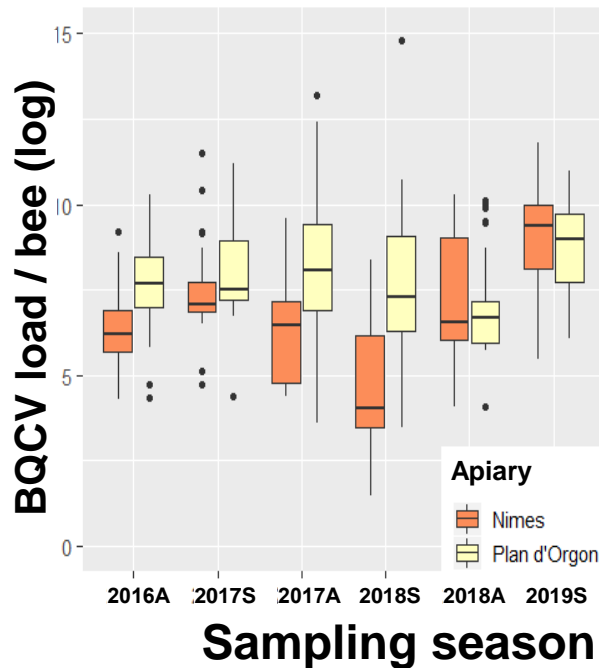 BQCV load / bee (log)
15
10
5
0
Apiary
Nimes
Plan d'Orgon
2016A 2017S 2017A 2018S 2018A 2019S
Sampling season